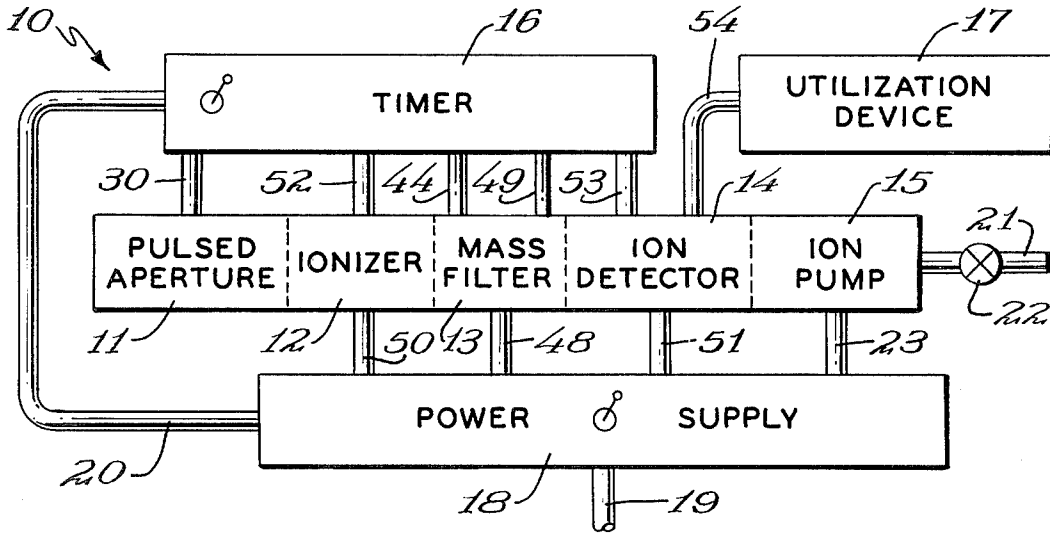 10
16
54
17
TIMER
UTILIZATION
DEVICE
30
52
44
49
53
14
15
PULSED
APERTURE
IONIZER
MASS
FILTER
ION
DETECTOR
ION
PUMP
21
22
11
12
50
13
48
51
23
POWER SUPPLY
20
18
19